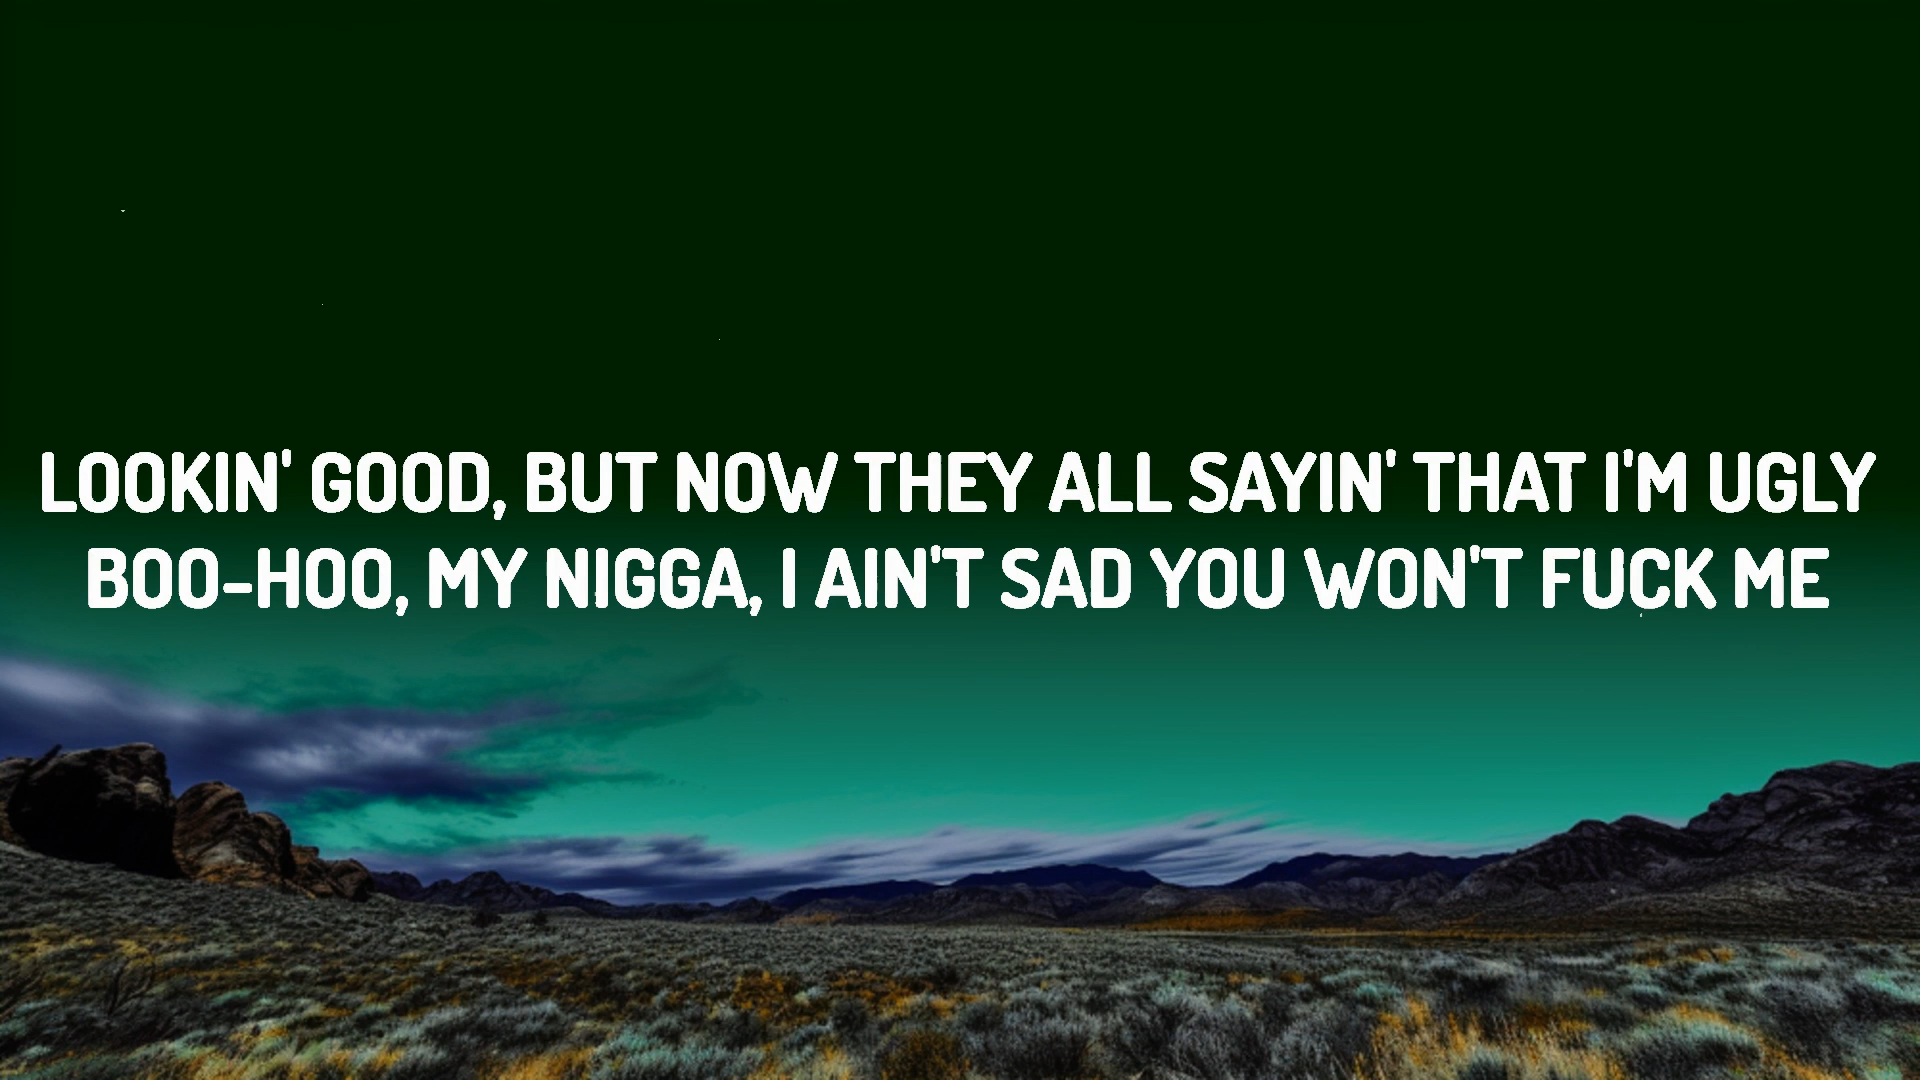 LOOKIN' GOOD, BUT NOW THEY ALL SAYIN' THAT I'M UGLY
BOO-HOO, MY NIGGA, I AIN'T SAD YOU WON'T FUCK ME